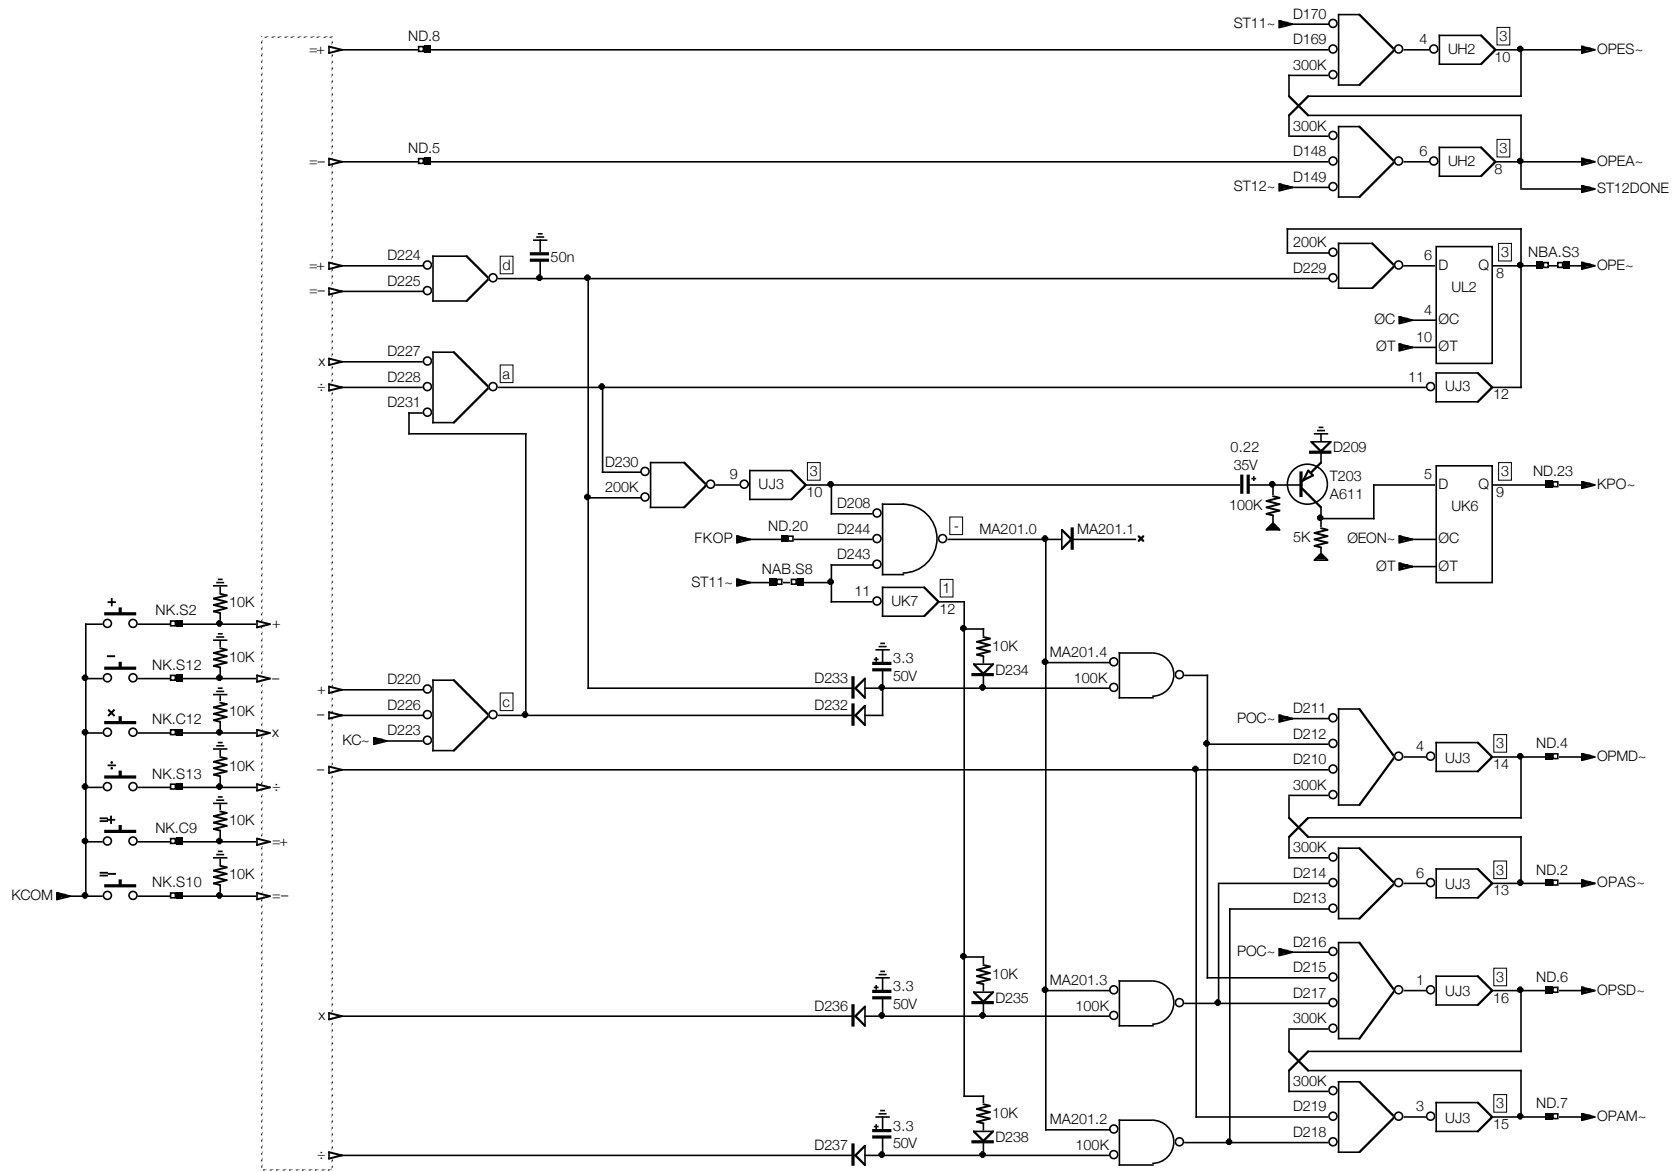 ST11~ D170
=+ ND.8 D169 4 UH2 3 10 OPES~
300K
300K
=- ND.5 D148 6 UH2 3 8 OPEA~
ST12~ D149 ST12DONE
=+ D224 d 50n
=- D225
200K
D229 6 D Q 3 8 NBA.S3 OPE~
UL2
ØC 4 ØC
ØT 10 ØT
x D227
÷ D228 a 11 UJ3 12
D231
D230 9 UJ3 3 10
200K
0.22
35V
+
100K
D209
T203
A611
5K
5 D Q 3 9 ND.23 KPO~
UK6
ØEON~ ØC
ØT ØT
D208
FKOP ND.20 D244 - MA201.0 MA201.1
D243
ST11~ NAB.S8
11 UK7 1 12
+ NK.S2 10K +
- NK.S12 10K -
x NK.C12 10K x
÷ NK.S13 10K ÷
=+ NK.C9 10K =+
KCOM =- NK.S10 10K =-
10K
D234
+ 3.3
50V
D233
D232
MA201.4
100K
+ D220
- D226 c
KC~ D223
-
POC~ D211
D212
D210
300K
4 UJ3 3 14 ND.4 OPMD~
300K
D214
D213
6 UJ3 3 13 ND.2 OPAS~
POC~ D216
D215
D217
300K
1 UJ3 3 16 ND.6 OPSD~
10K
D235
MA201.3
100K
x D236
+ 3.3
50V
300K
D219
D218
3 UJ3 3 15 ND.7 OPAM~
10K
D238
MA201.2
100K
÷ D237
+ 3.3
50V